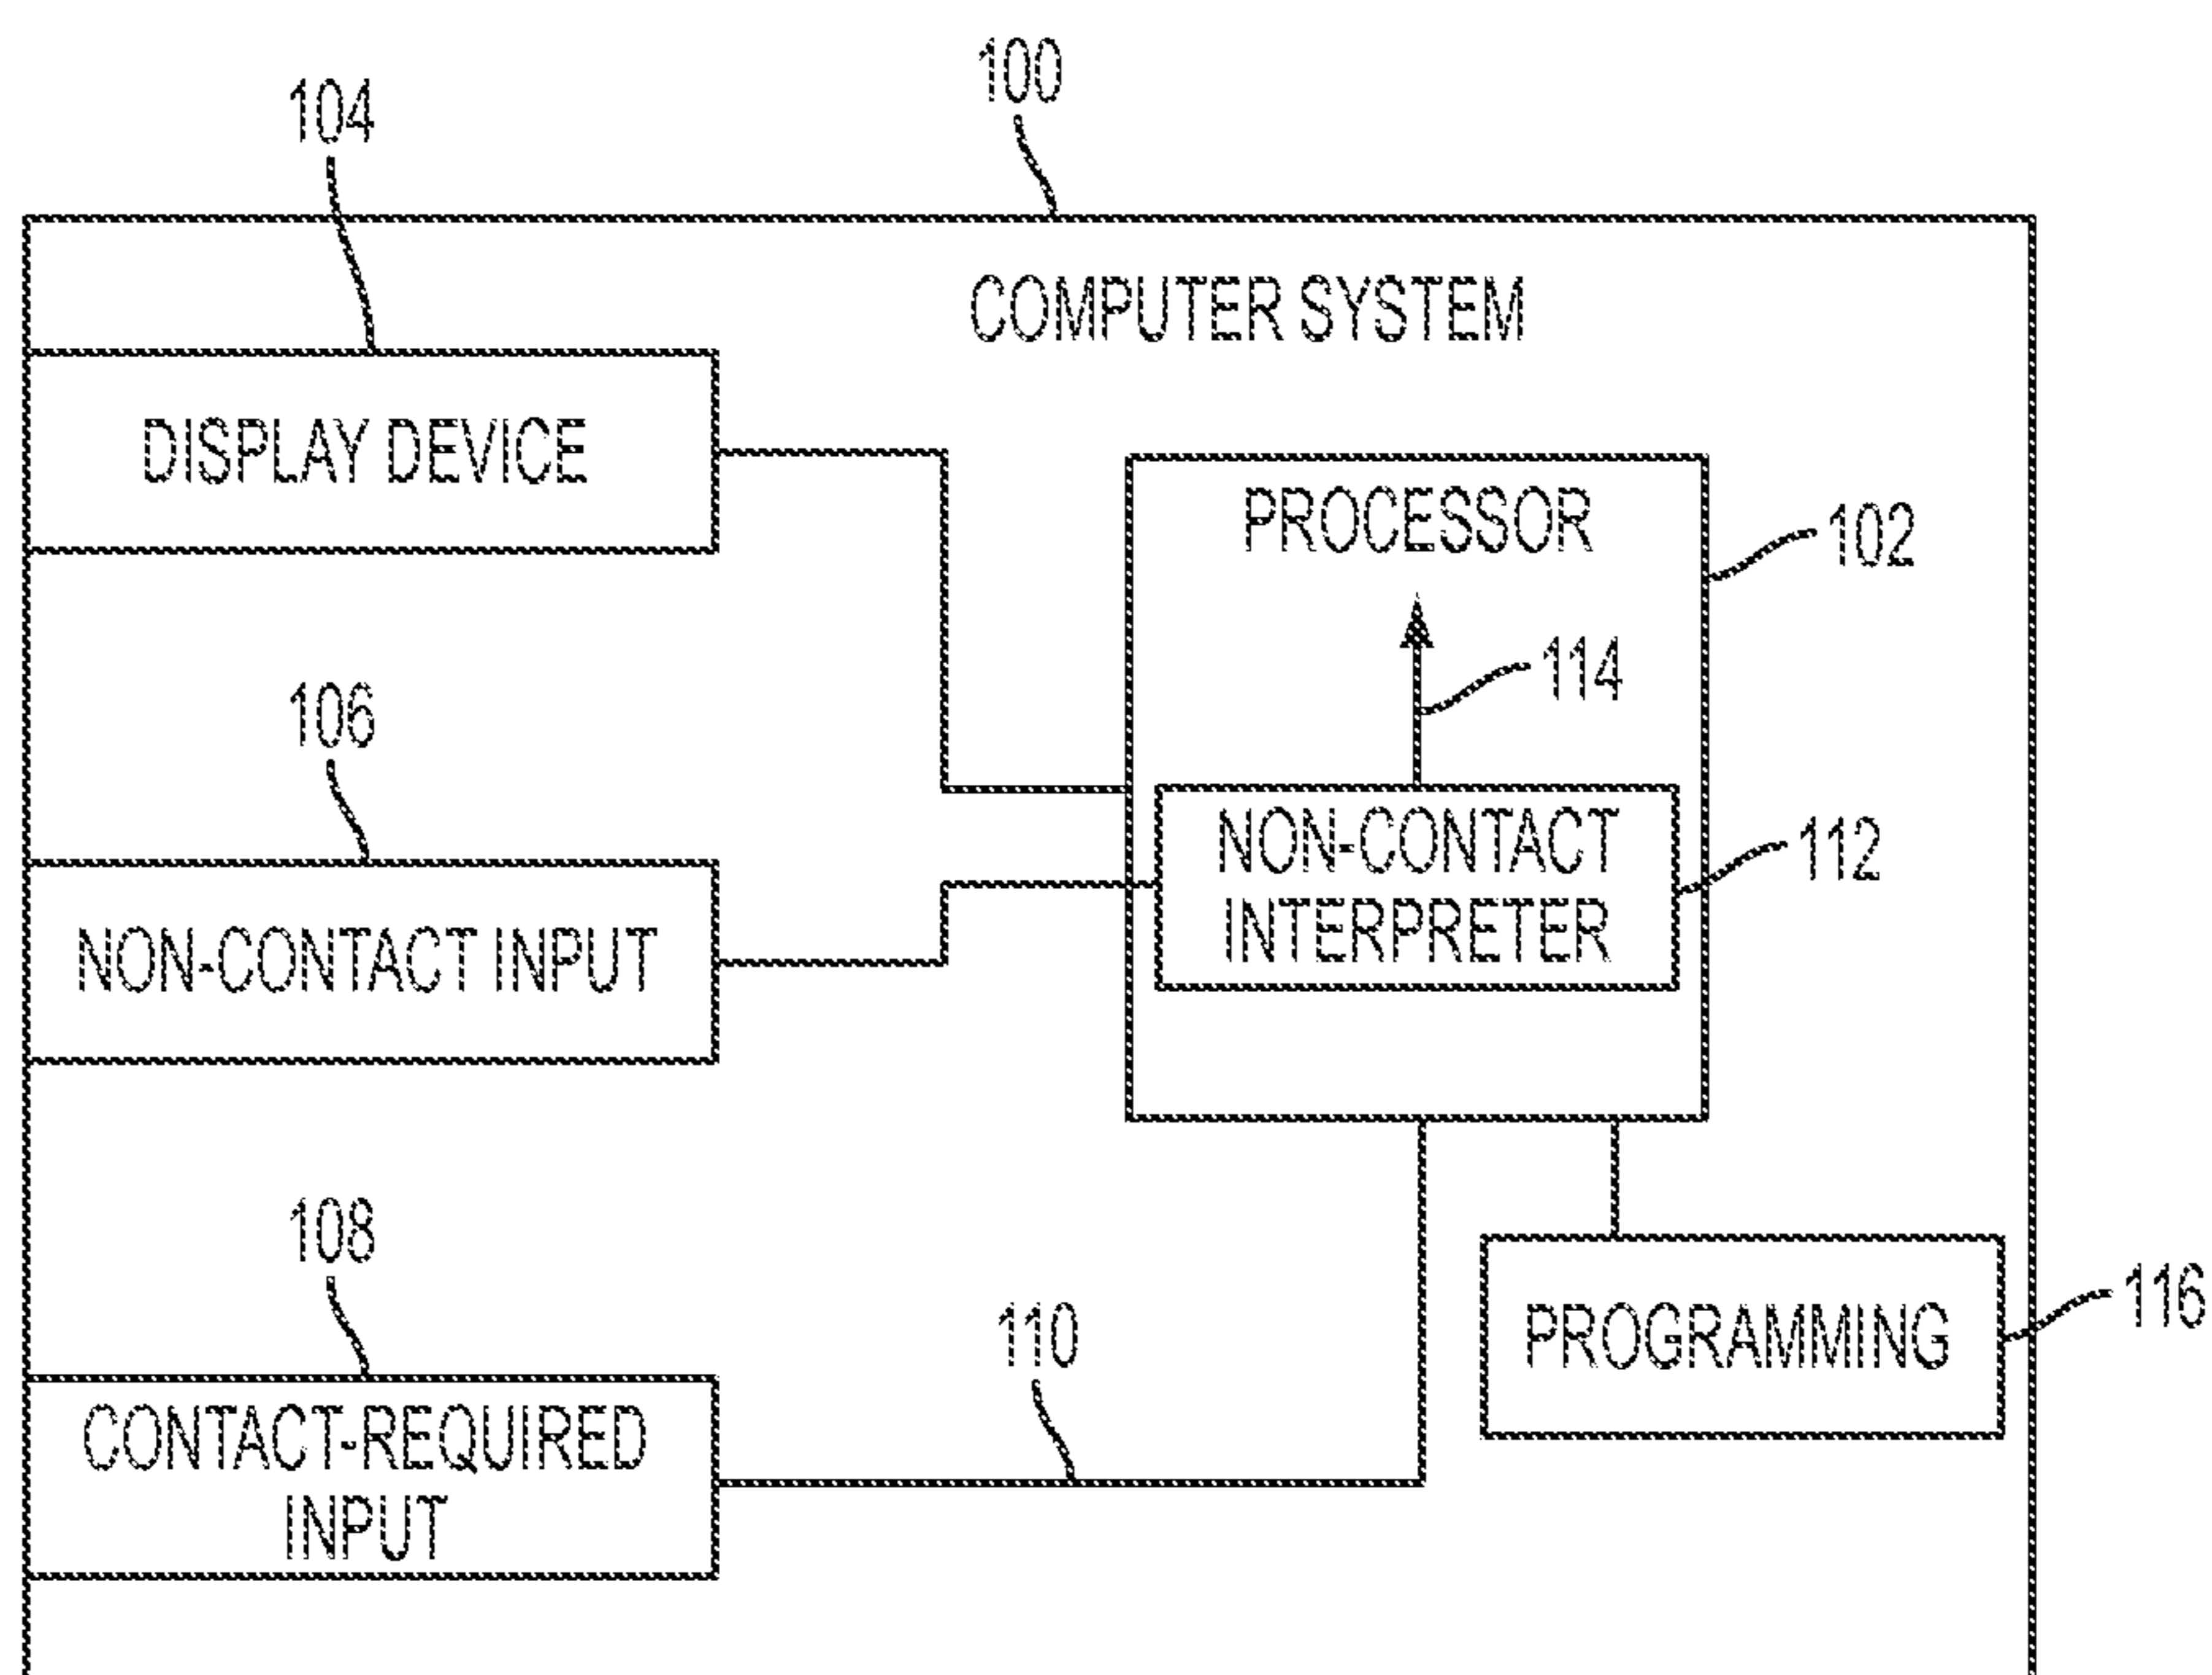 100
104
COMPUTER SYSTEM
DISPLAY DEVICE
PROCESSOR
102
114
106
NON-CONTACT
INTERPRETER
112
NON-CONTACT INPUT
108
110
116
PROGRAMMING
CONTACT-REQUIRED
INPUT